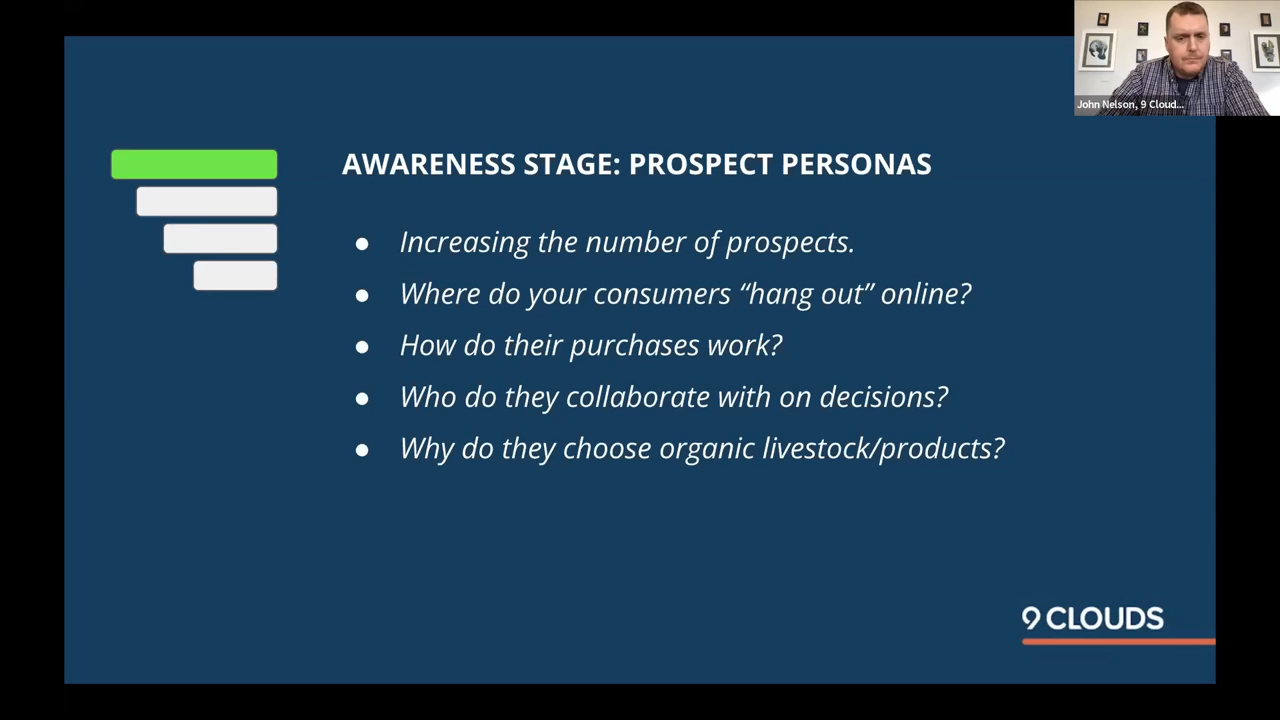 John Nelson, 9 Cloud...
AWARENESS STAGE: PROSPECT PERSONAS
● Increasing the number of prospects.
● Where do your consumers “hang out” online?
● How do their purchases work?
● Who do they collaborate with on decisions?
● Why do they choose organic livestock/products?
9 CLOUDS